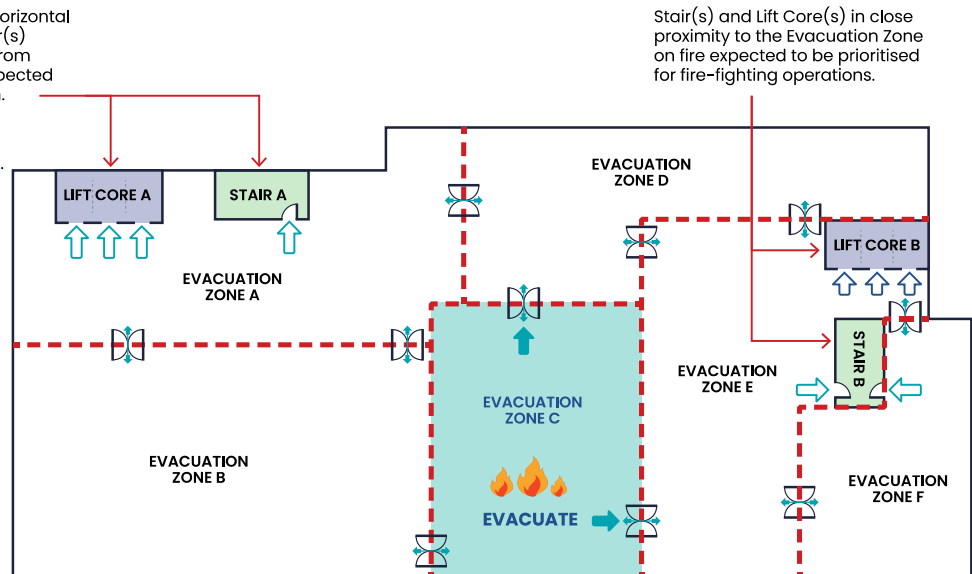 orizontal
r(s)
rom
pected
.
.
Stair(s) and Lift Core(s) in close
proximity to the Evacuation Zone
on fire expected to be prioritised
for fire-fighting operations.
EVACUATION
ZONE D
LIFT CORE A
STAIR A
LIFT CORE B
EVACUATION
ZONE A
STAIR B
EVACUATION
ZONE E
EVACUATION
ZONE C
EVACUATION
ZONE B
EVACUATION
ZONE F
EVACUATE